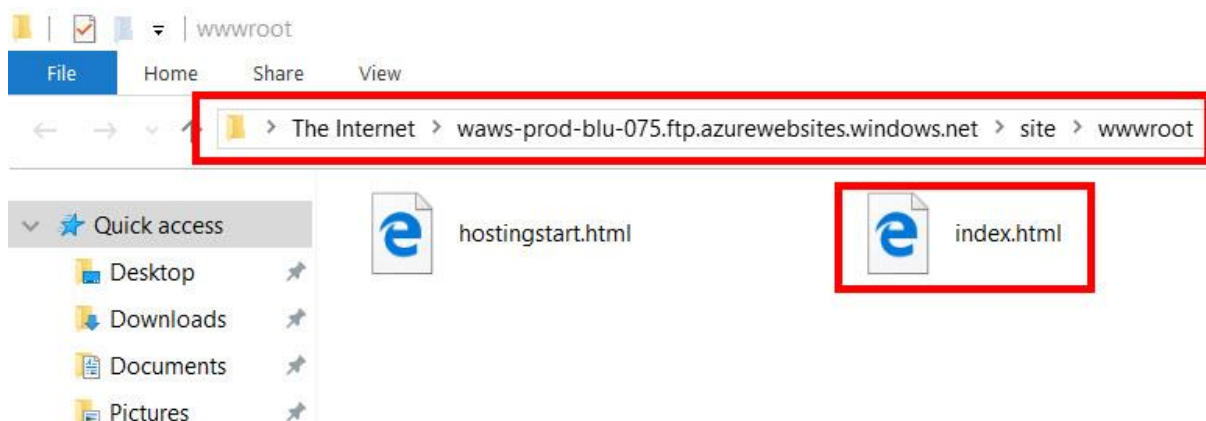 wwwroot
File Home Share View
The Internet > waws-prod-blu-075.ftp.azurewebsites.windows.net > site > wwwroot
Quick access
hostingstart.html
index.html
Desktop
Downloads
Documents
Pictures